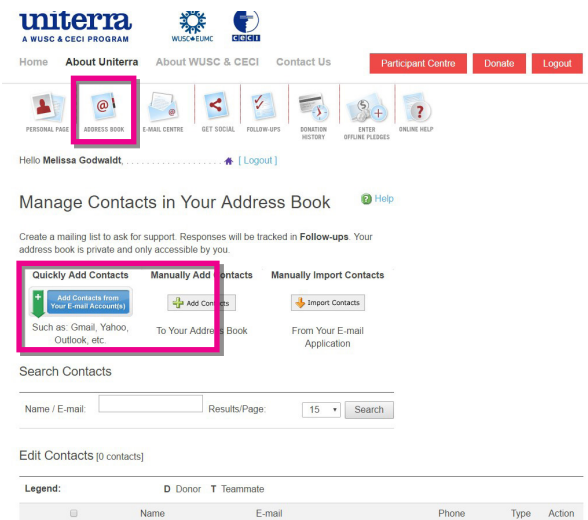 uniterra
A WUSC & CECI PROGRAM
WUSC EUMC
CECI
Home About Uniterra About WUSC & CECI Contact Us Participant Centre Donate Logout
PERSONAL PAGE ADDRESS BOOK E-MAIL CENTRE GET SOCIAL FOLLOW-UPS DONATION HISTORY ENTER OFFLINE PLEDGES ONLINE HELP
Hello Melissa Godwaldt, . . . . . . . . . . . . . . . . . . . . [ Logout ]
Manage Contacts in Your Address Book Help
Create a mailing list to ask for support. Responses will be tracked in Follow-ups. Your
address book is private and only accessible by you.
Quickly Add Contacts Manually Add Contacts Manually Import Contacts
Add Contacts from
Your E-mail Account(s)
Add Contacts
Import Contacts
Such as: Gmail, Yahoo,
Outlook, etc.
To Your Address Book
From Your E-mail
Application
Search Contacts
Name / E-mail: Results/Page: 15 Search
Edit Contacts [0 contacts]
Legend: D Donor T Teammate
Name E-mail Phone Type Action